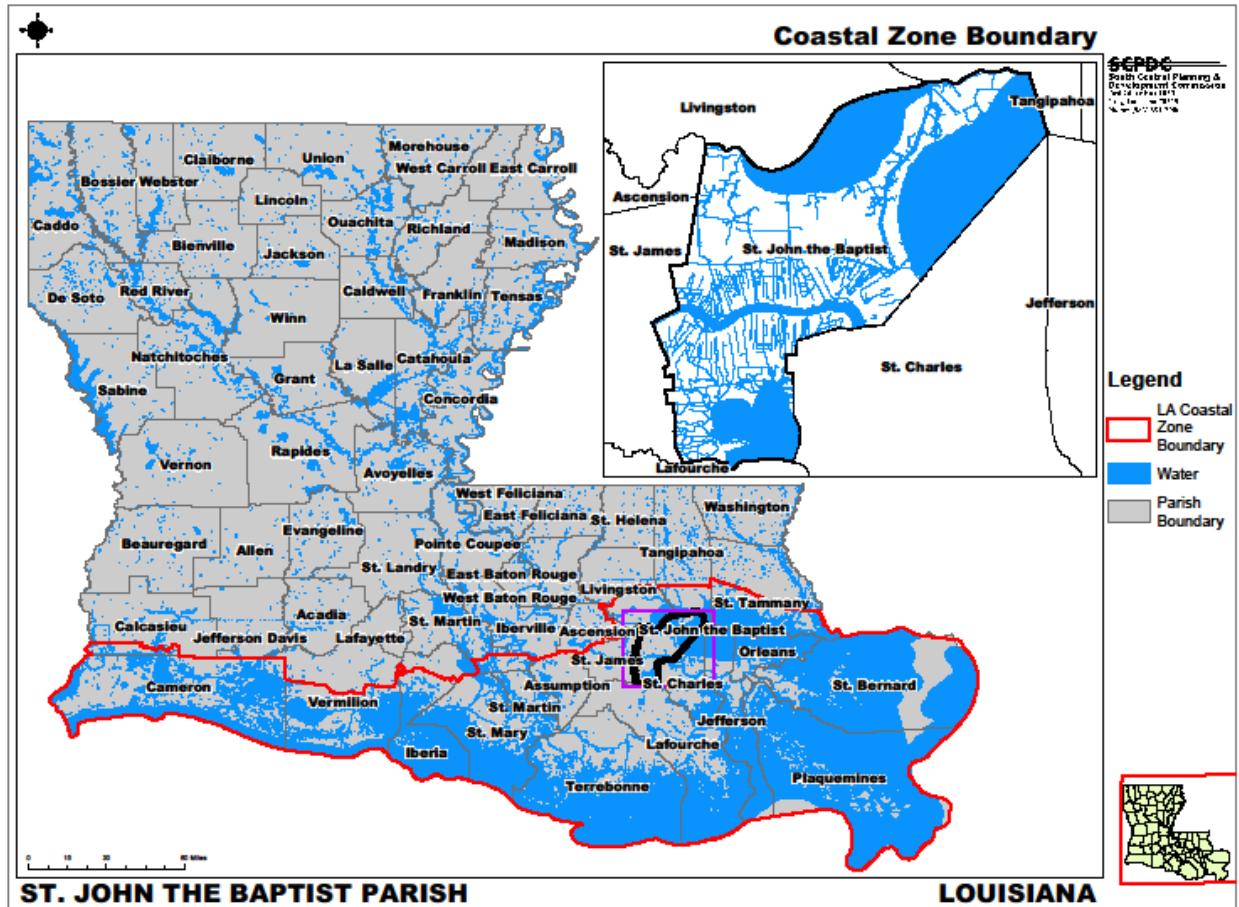 Coastal Zone Boundary
SCPDC
South Central Planning &
Development Commission
Livingston
Tangipahoa
Ascension
St. James
St. John the Baptist
Jefferson
St. Charles
Lafourche
Morehouse
Claiborne
Union
West Carroll
East Carroll
Bossier
Webster
Lincoln
Caddo
Ouachita
Richland
Bienville
Jackson
Madison
De Soto
Red River
Caldwell
Franklin
Tensas
Winn
Natchitoches
La Salle
Catahoula
Sabine
Grant
Concordia
Rapides
Vernon
Avoyelles
West Feliciana
Washington
East Feliciana
St. Helena
Evangeline
Beauregard
Allen
Pointe Coupee
Tangipahoa
St. Landry
East Baton Rouge
Livingston
West Baton Rouge
St. Tammany
Acadia
Calcasieu
St. Martin
Iberville
Ascension
St. John the Baptist
Jefferson Davis
Lafayette
Orleans
St. James
Cameron
Assumption
St. Charles
St. Bernard
Vermilion
St. Martin
Jefferson
St. Mary
Iberia
Lafourche
Terrebonne
Plaquemines
Legend
LA Coastal
Zone
Boundary
Water
Parish
Boundary
0 15 30 60 Miles
ST. JOHN THE BAPTIST PARISH
LOUISIANA